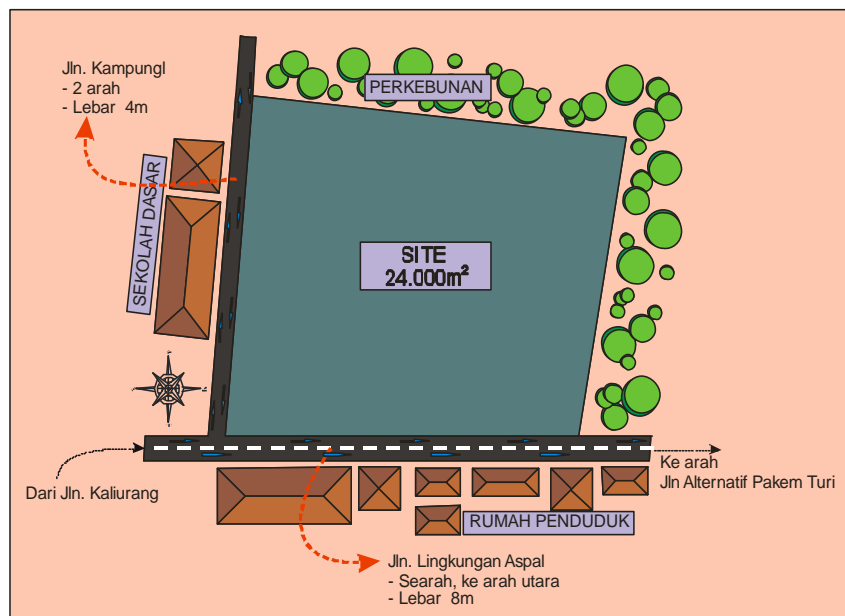 Jln. Kampungl
- 2 arah
- Lebar 4m
PERKEBUNAN
SEKOLAH DASAR
SITE
24.000m²
Dari Jln. Kaliurang
Ke arah
Jln Alternatif Pakem Turi
RUMAH PENDUDUK
Jln. Lingkungan Aspal
- Searah, ke arah utara
- Lebar 8m